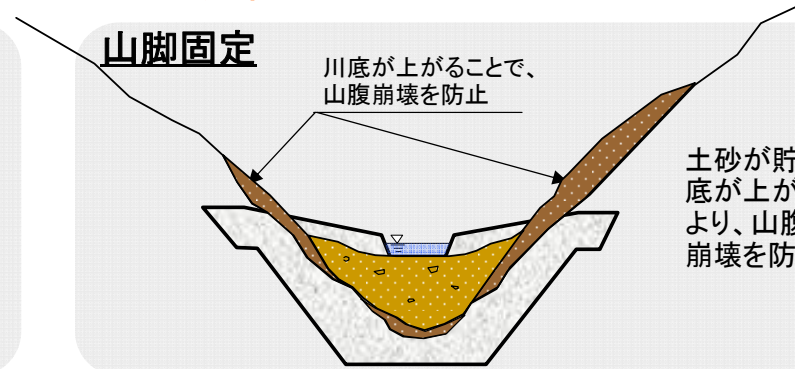 山脚固定
川底が上がることで、
山腹崩壊を防止
土砂が貯
底が上が
より、山腹
崩壊を防